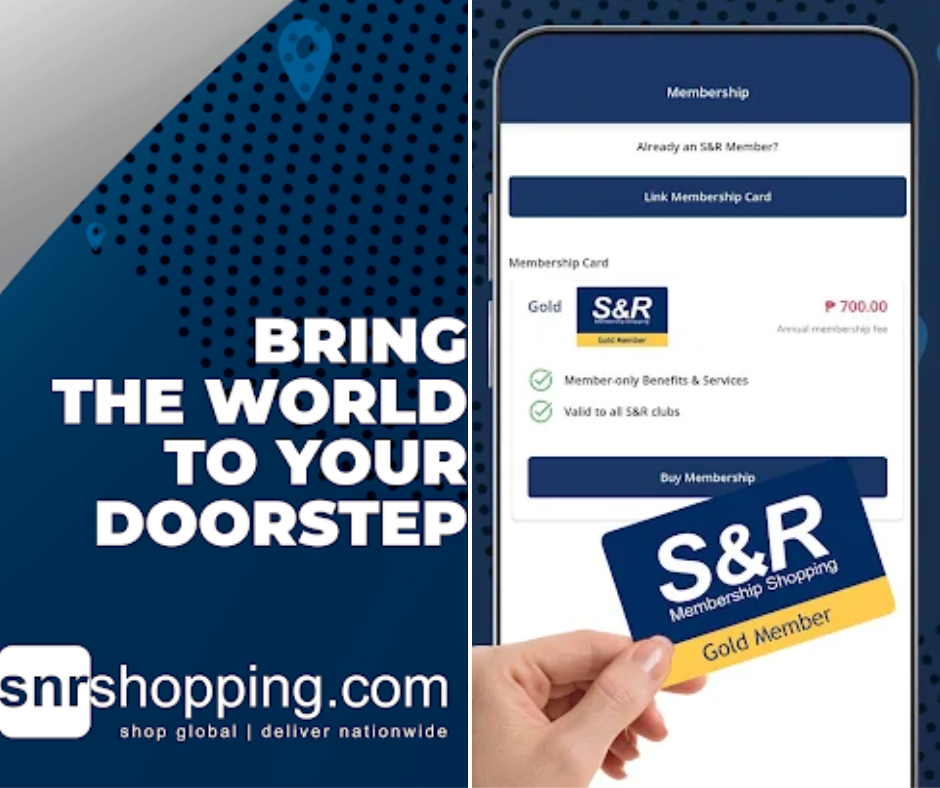 BRING
THE WORLD
TO YOUR
DOORSTEP
snrshopping.com
shop global | deliver nationwide
Membership
Already an S&R Member?
Link Membership Card
Membership Card
Gold
S&R
Membership Shopping
Gold Member
₱ 700.00
Annual membership fee
Member-only Benefits & Services
Valid to all S&R clubs
Buy Membership
S&R
Membership Shopping
Gold Member